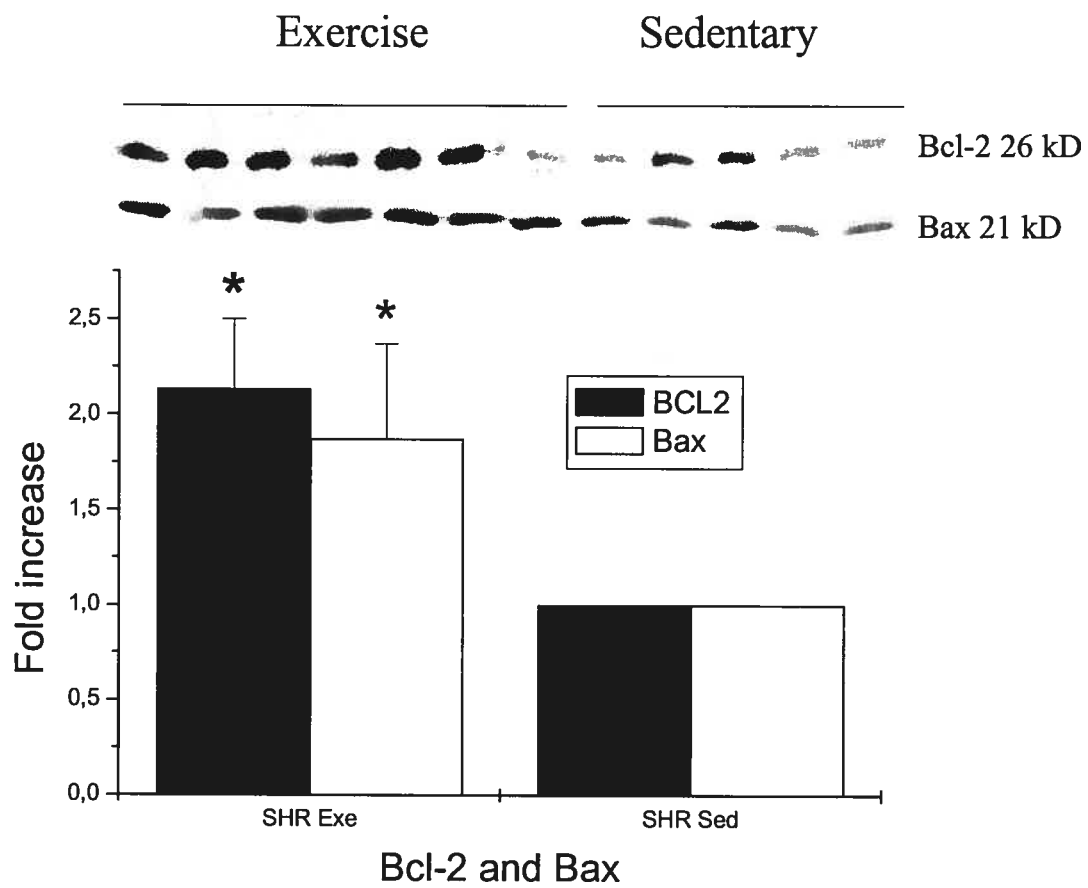 Exercise Sedentary
Bcl-2 26 kD
Bax 21 kD
* *
2,5
2,0
1,5
1,0
0,5
0,0
Fold increase
BCL2
Bax
SHR Exe SHR Sed
Bcl-2 and Bax